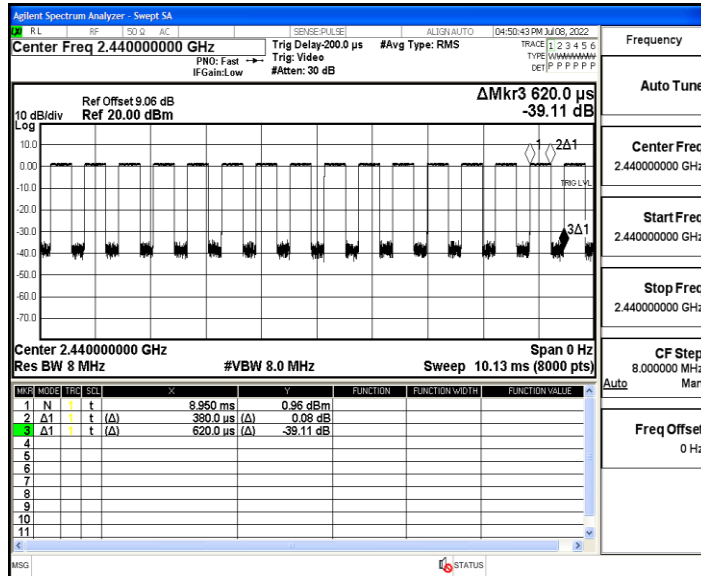 Agilent Spectrum Analyzer - Swept SA
RL RF 50 Ω AC SENSE:PULSE ALIGNAUTO 04:50:43 PM Jul 08, 2022
Center Freq 2.440000000 GHz
PNO: Fast
IFGain:Low
Trig Delay-200.0 µs
Trig: Video
#Atten: 30 dB
#Avg Type: RMS
TRACE 1 2 3 4 5 6
TYPE WWWWWW
DET P P P P P P
Ref Offset 9.06 dB
10 dB/div Ref 20.00 dBm
ΔMkr3 620.0 µs
-39.11 dB
Log
10.0
0.00
-10.0
-20.0
-30.0
-40.0
-50.0
-60.0
-70.0
1
2Δ1
TRIG LVL
3Δ1
Center 2.440000000 GHz Span 0 Hz
Res BW 8 MHz #VBW 8.0 MHz Sweep 10.13 ms (8000 pts)
MKR MODE TRC SCL X Y FUNCTION FUNCTION WIDTH FUNCTION VALUE
1 N 1 t 8.950 ms 0.96 dBm
2 Δ1 1 t (Δ) 380.0 µs (Δ) 0.08 dB
3 Δ1 1 t (Δ) 620.0 µs (Δ) -39.11 dB
4
5
6
7
8
9
10
11
MSG STATUS
Frequency
Auto Tune
Center Freq
2.440000000 GHz
Start Freq
2.440000000 GHz
Stop Freq
2.440000000 GHz
CF Step
8.000000 MHz
Auto Man
Freq Offset
0 Hz